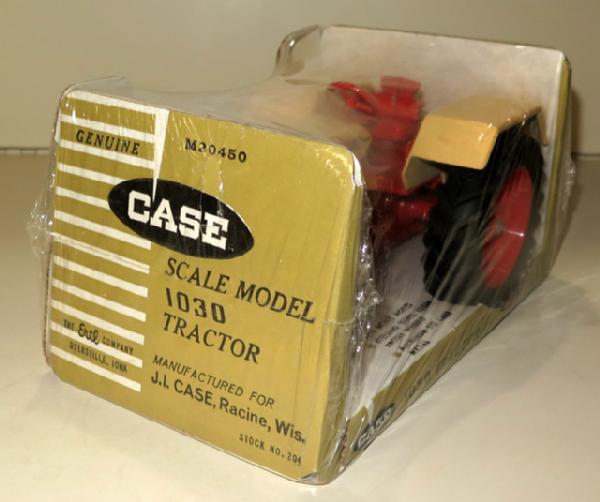 GENUINE
M20450
CASE
SCALE MODEL
1030
TRACTOR
THE Ertl COMPANY
DYERSVILLE, IOWA
MANUFACTURED FOR
J.I. CASE, Racine, Wis.
STOCK NO. 204
CASE
1030